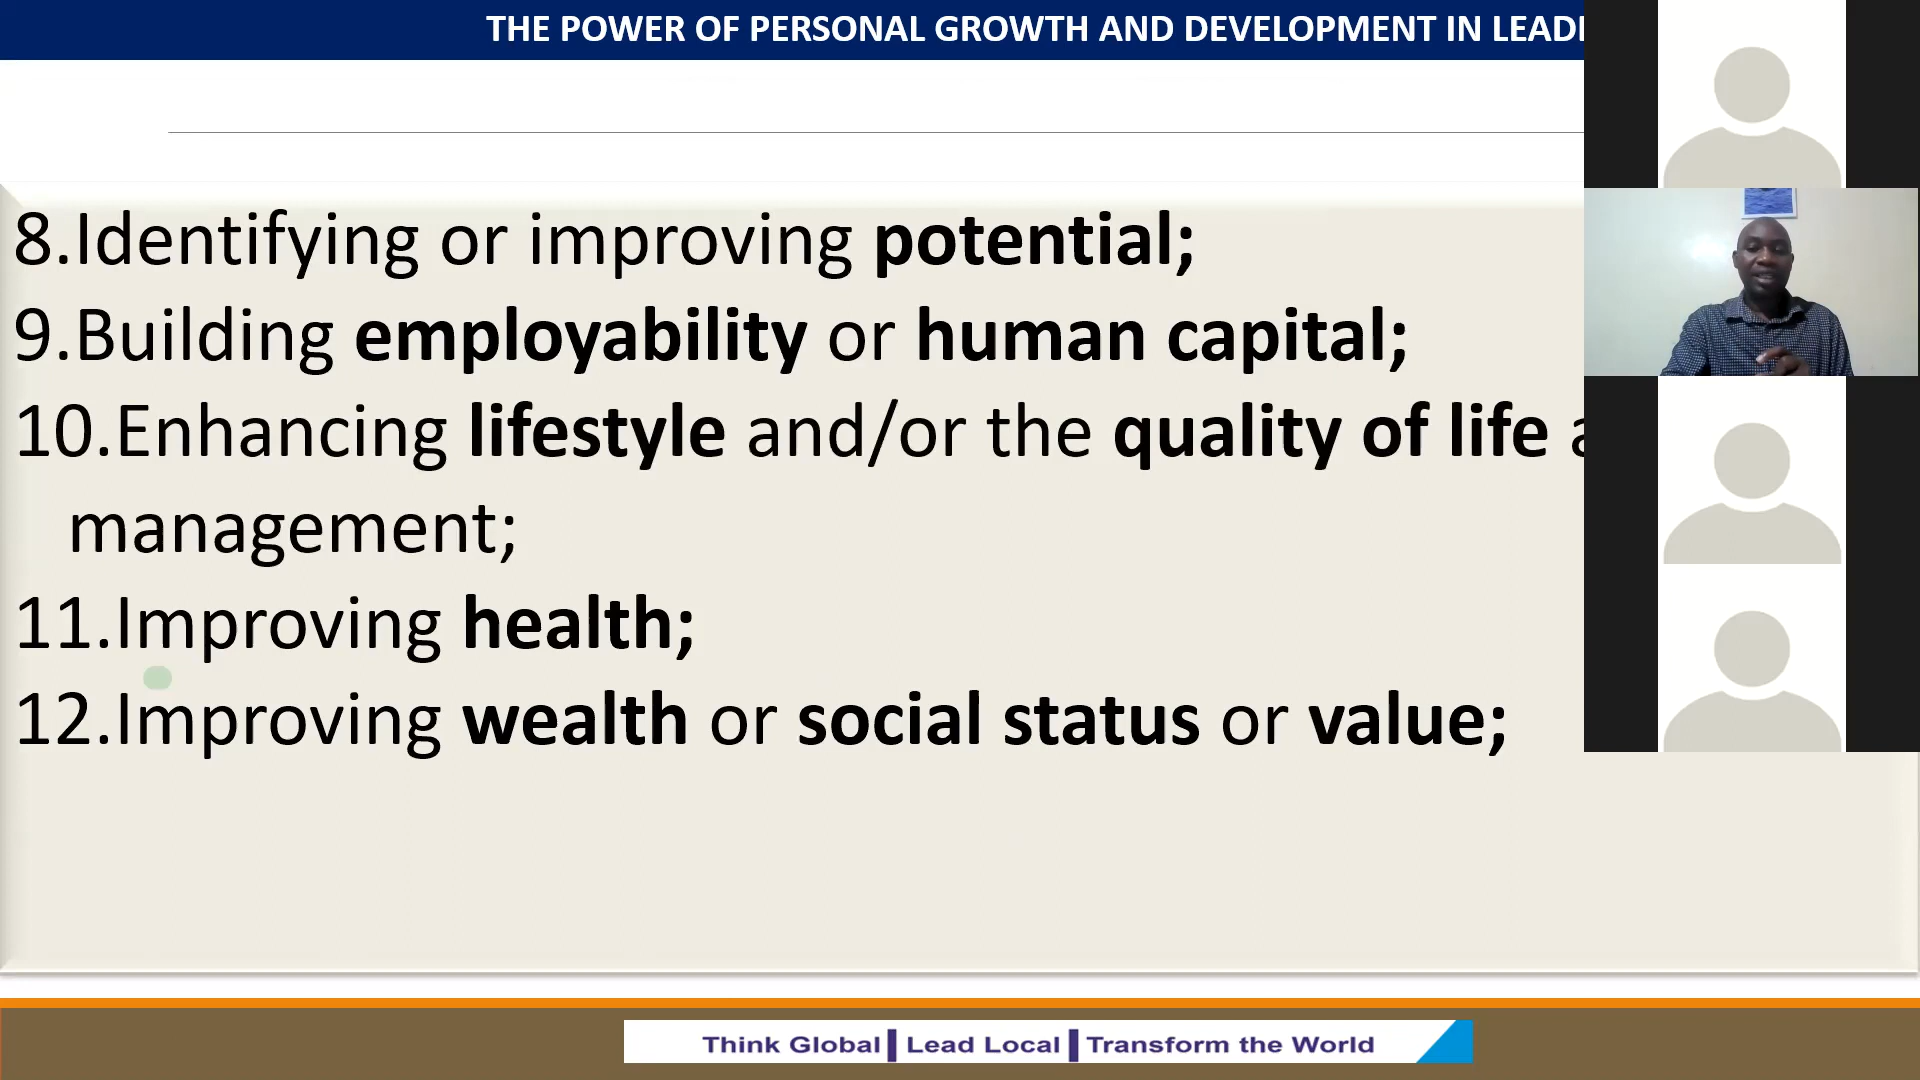 THE POWER OF PERSONAL GROWTH AND DEVELOPMENT IN
8.Identifying or improving potential;
9.Building employability or human capital;
10.Enhancing lifestyle and/or the quality of life
management;
11.Improving health;
12.Improving wealth or social status or value;
Think Global Lead Local Transform the World